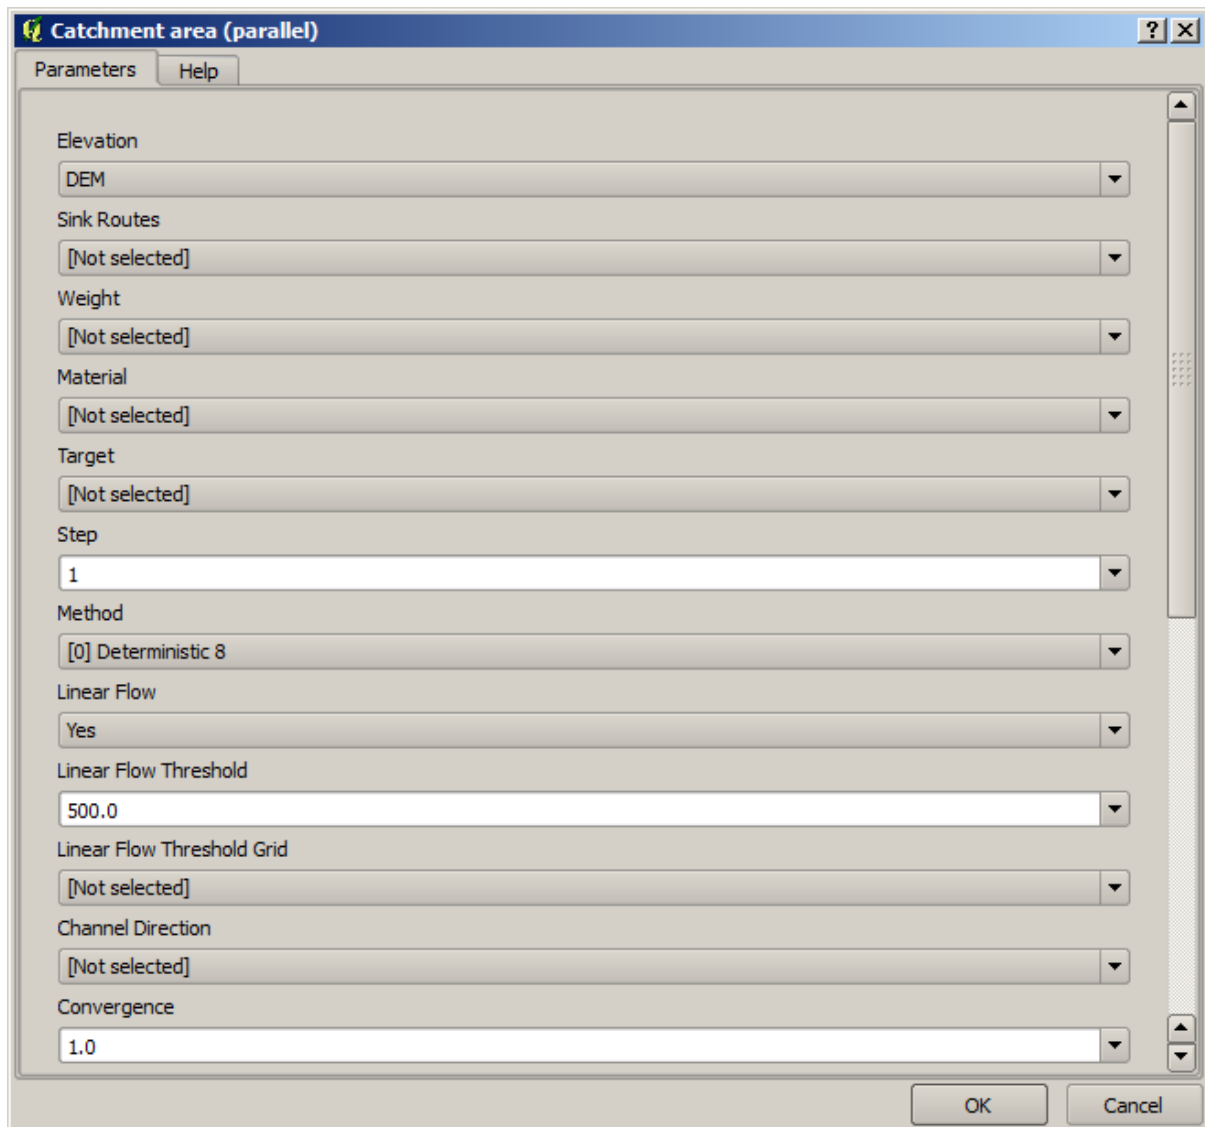 Catchment area (parallel)
Parameters
Help
Elevation
DEM
Sink Routes
[Not selected]
Weight
[Not selected]
Material
[Not selected]
Target
[Not selected]
Step
1
Method
[0] Deterministic 8
Linear Flow
Yes
Linear Flow Threshold
500.0
Linear Flow Threshold Grid
[Not selected]
Channel Direction
[Not selected]
Convergence
1.0
OK
Cancel